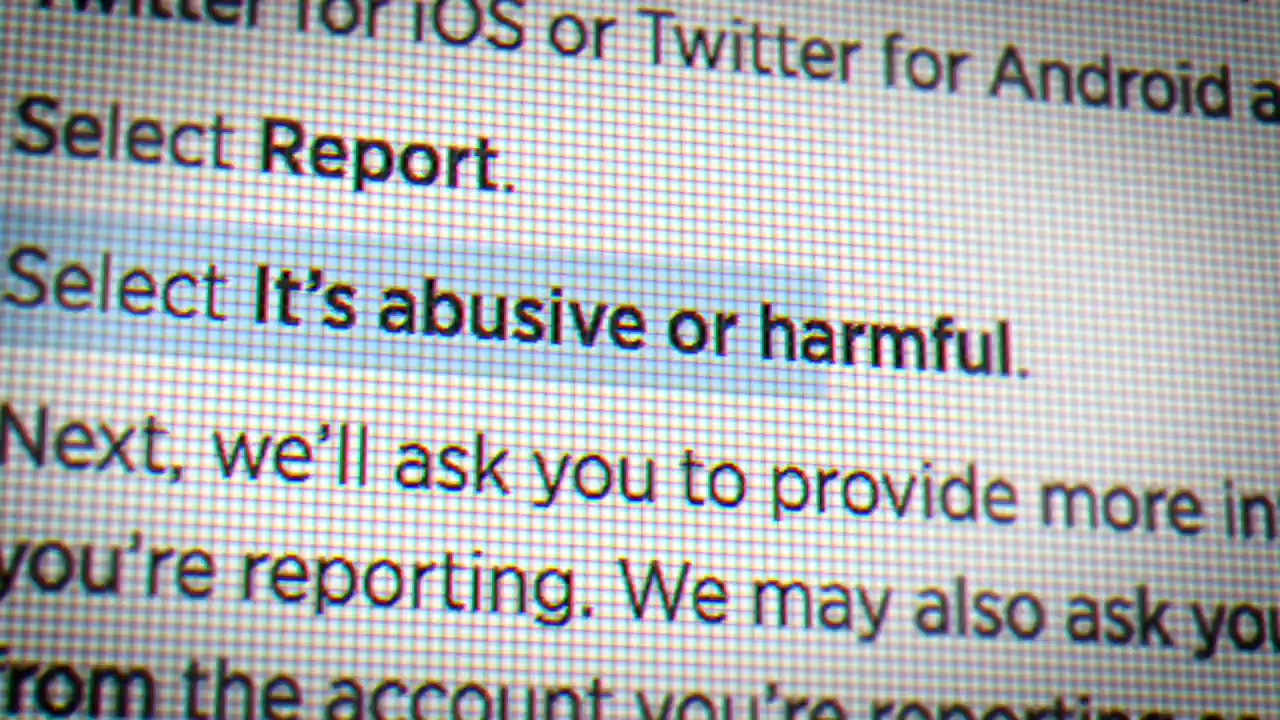 Twitter for iOS or Twitter for Android a
Select Report.
Select It’s abusive or harmful.
Next, we’ll ask you to provide more in
you’re reporting. We may also ask you
from the account you’re reporting